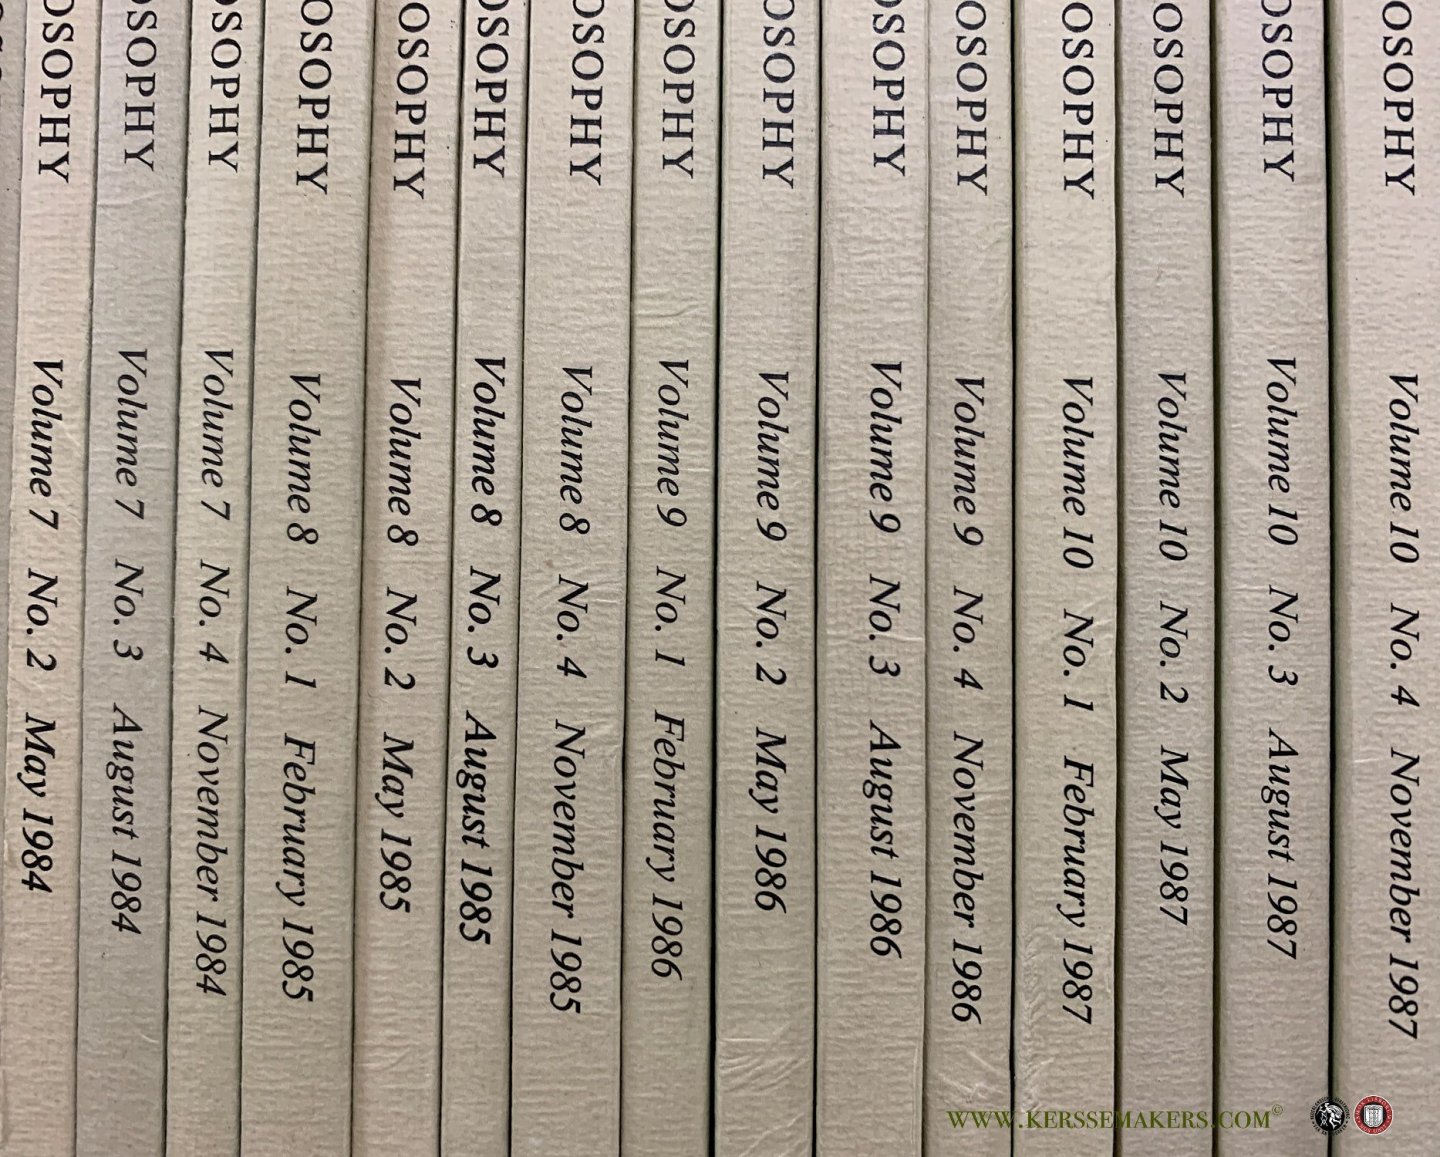 OSOPHY Volume 7 No. 2 May 1984
OSOPHY Volume 7 No. 3 August 1984
OSOPHY Volume 7 No. 4 November 1984
OSOPHY Volume 8 No. 1 February 1985
OSOPHY Volume 8 No. 2 May 1985
OSOPHY Volume 8 No. 3 August 1985
OSOPHY Volume 8 No. 4 November 1985
OSOPHY Volume 9 No. 1 February 1986
OSOPHY Volume 9 No. 2 May 1986
OSOPHY Volume 9 No. 3 August 1986
OSOPHY Volume 9 No. 4 November 1986
OSOPHY Volume 10 No. 1 February 1987
OSOPHY Volume 10 No. 2 May 1987
OSOPHY Volume 10 No. 3 August 1987
OSOPHY Volume 10 No. 4 November 1987
WWW.KERSSEMAKERS.COM©